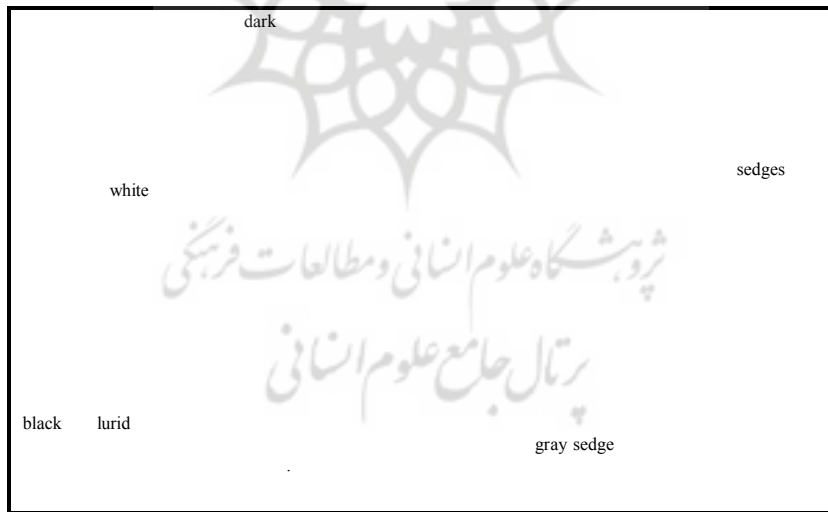 dark
sedges
white
پژوهشگاه علوم انسانی و مطالعات فرهنگی
پرتال جامع علوم انسانی
black lurid
gray sedge
.